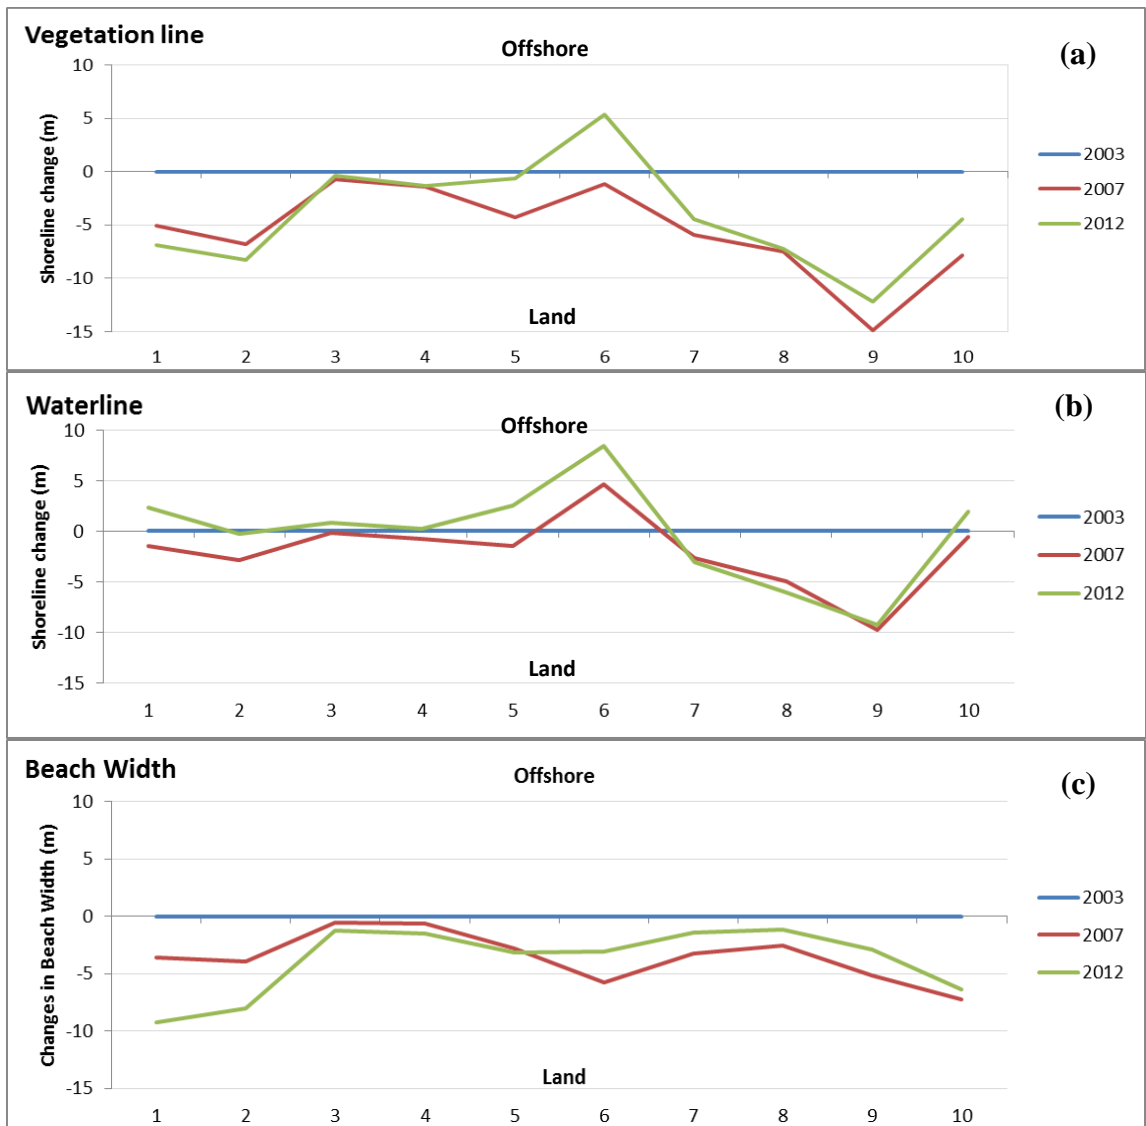 Vegetation line
Offshore
(a)
Shoreline change (m)
10
5
0
-5
-10
-15
Land
1 2 3 4 5 6 7 8 9 10
2003
2007
2012
Waterline
Offshore
(b)
Shoreline change (m)
10
5
0
-5
-10
-15
Land
1 2 3 4 5 6 7 8 9 10
2003
2007
2012
Beach Width
Offshore
(c)
Changes in Beach Width (m)
10
5
0
-5
-10
-15
Land
1 2 3 4 5 6 7 8 9 10
2003
2007
2012